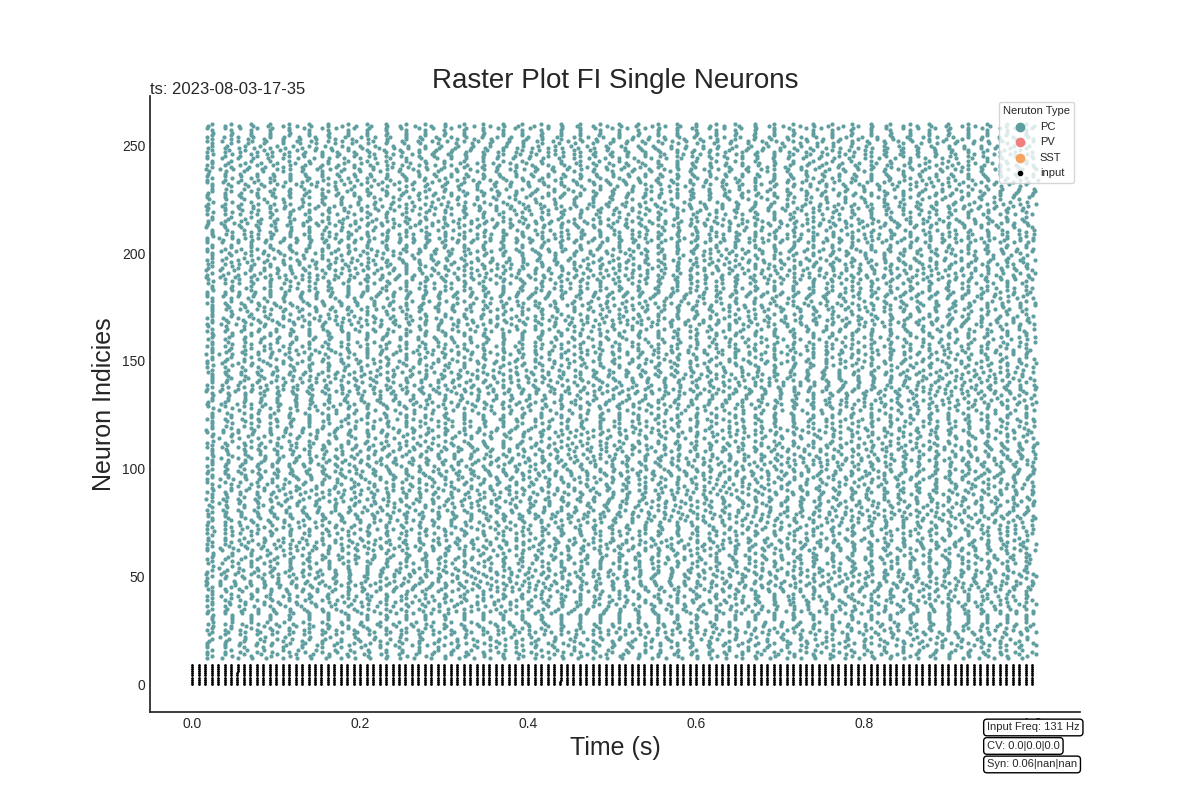 Raster Plot FI Single Neurons
ts: 2023-08-03-17-35
Neruton Type
PC
PV
SST
input
Neuron Indicies
250
200
150
100
50
0
0.0
0.2
0.4
0.6
0.8
Time (s)
Input Freq: 131 Hz
CV: 0.0|0.0|0.0
Syn: 0.06|nan|nan